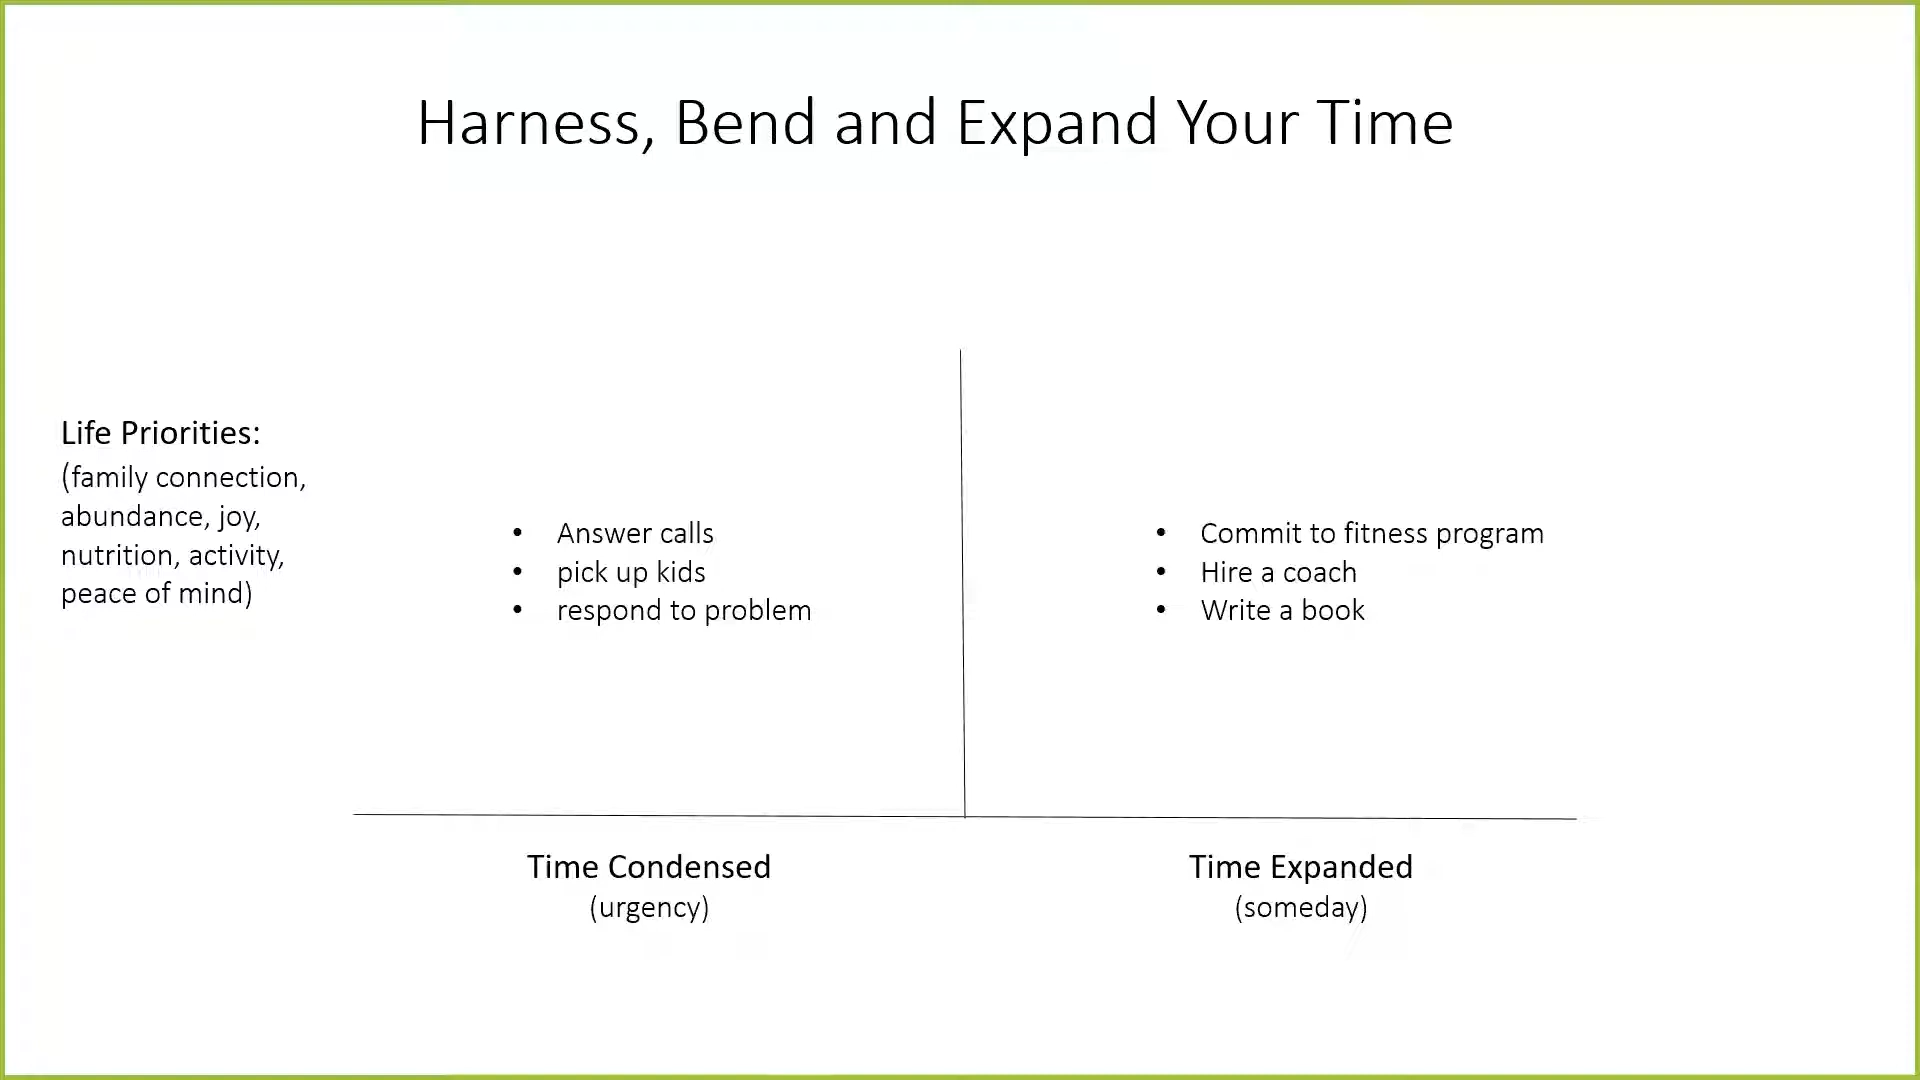 Harness, Bend and Expand Your Time
Life Priorities:
(family connection,
abundance, joy,
nutrition, activity,
peace of mind)
• Answer calls
• pick up kids
• respond to problem
• Commit to fitness program
• Hire a coach
• Write a book
Time Condensed
(urgency)
Time Expanded
(someday)